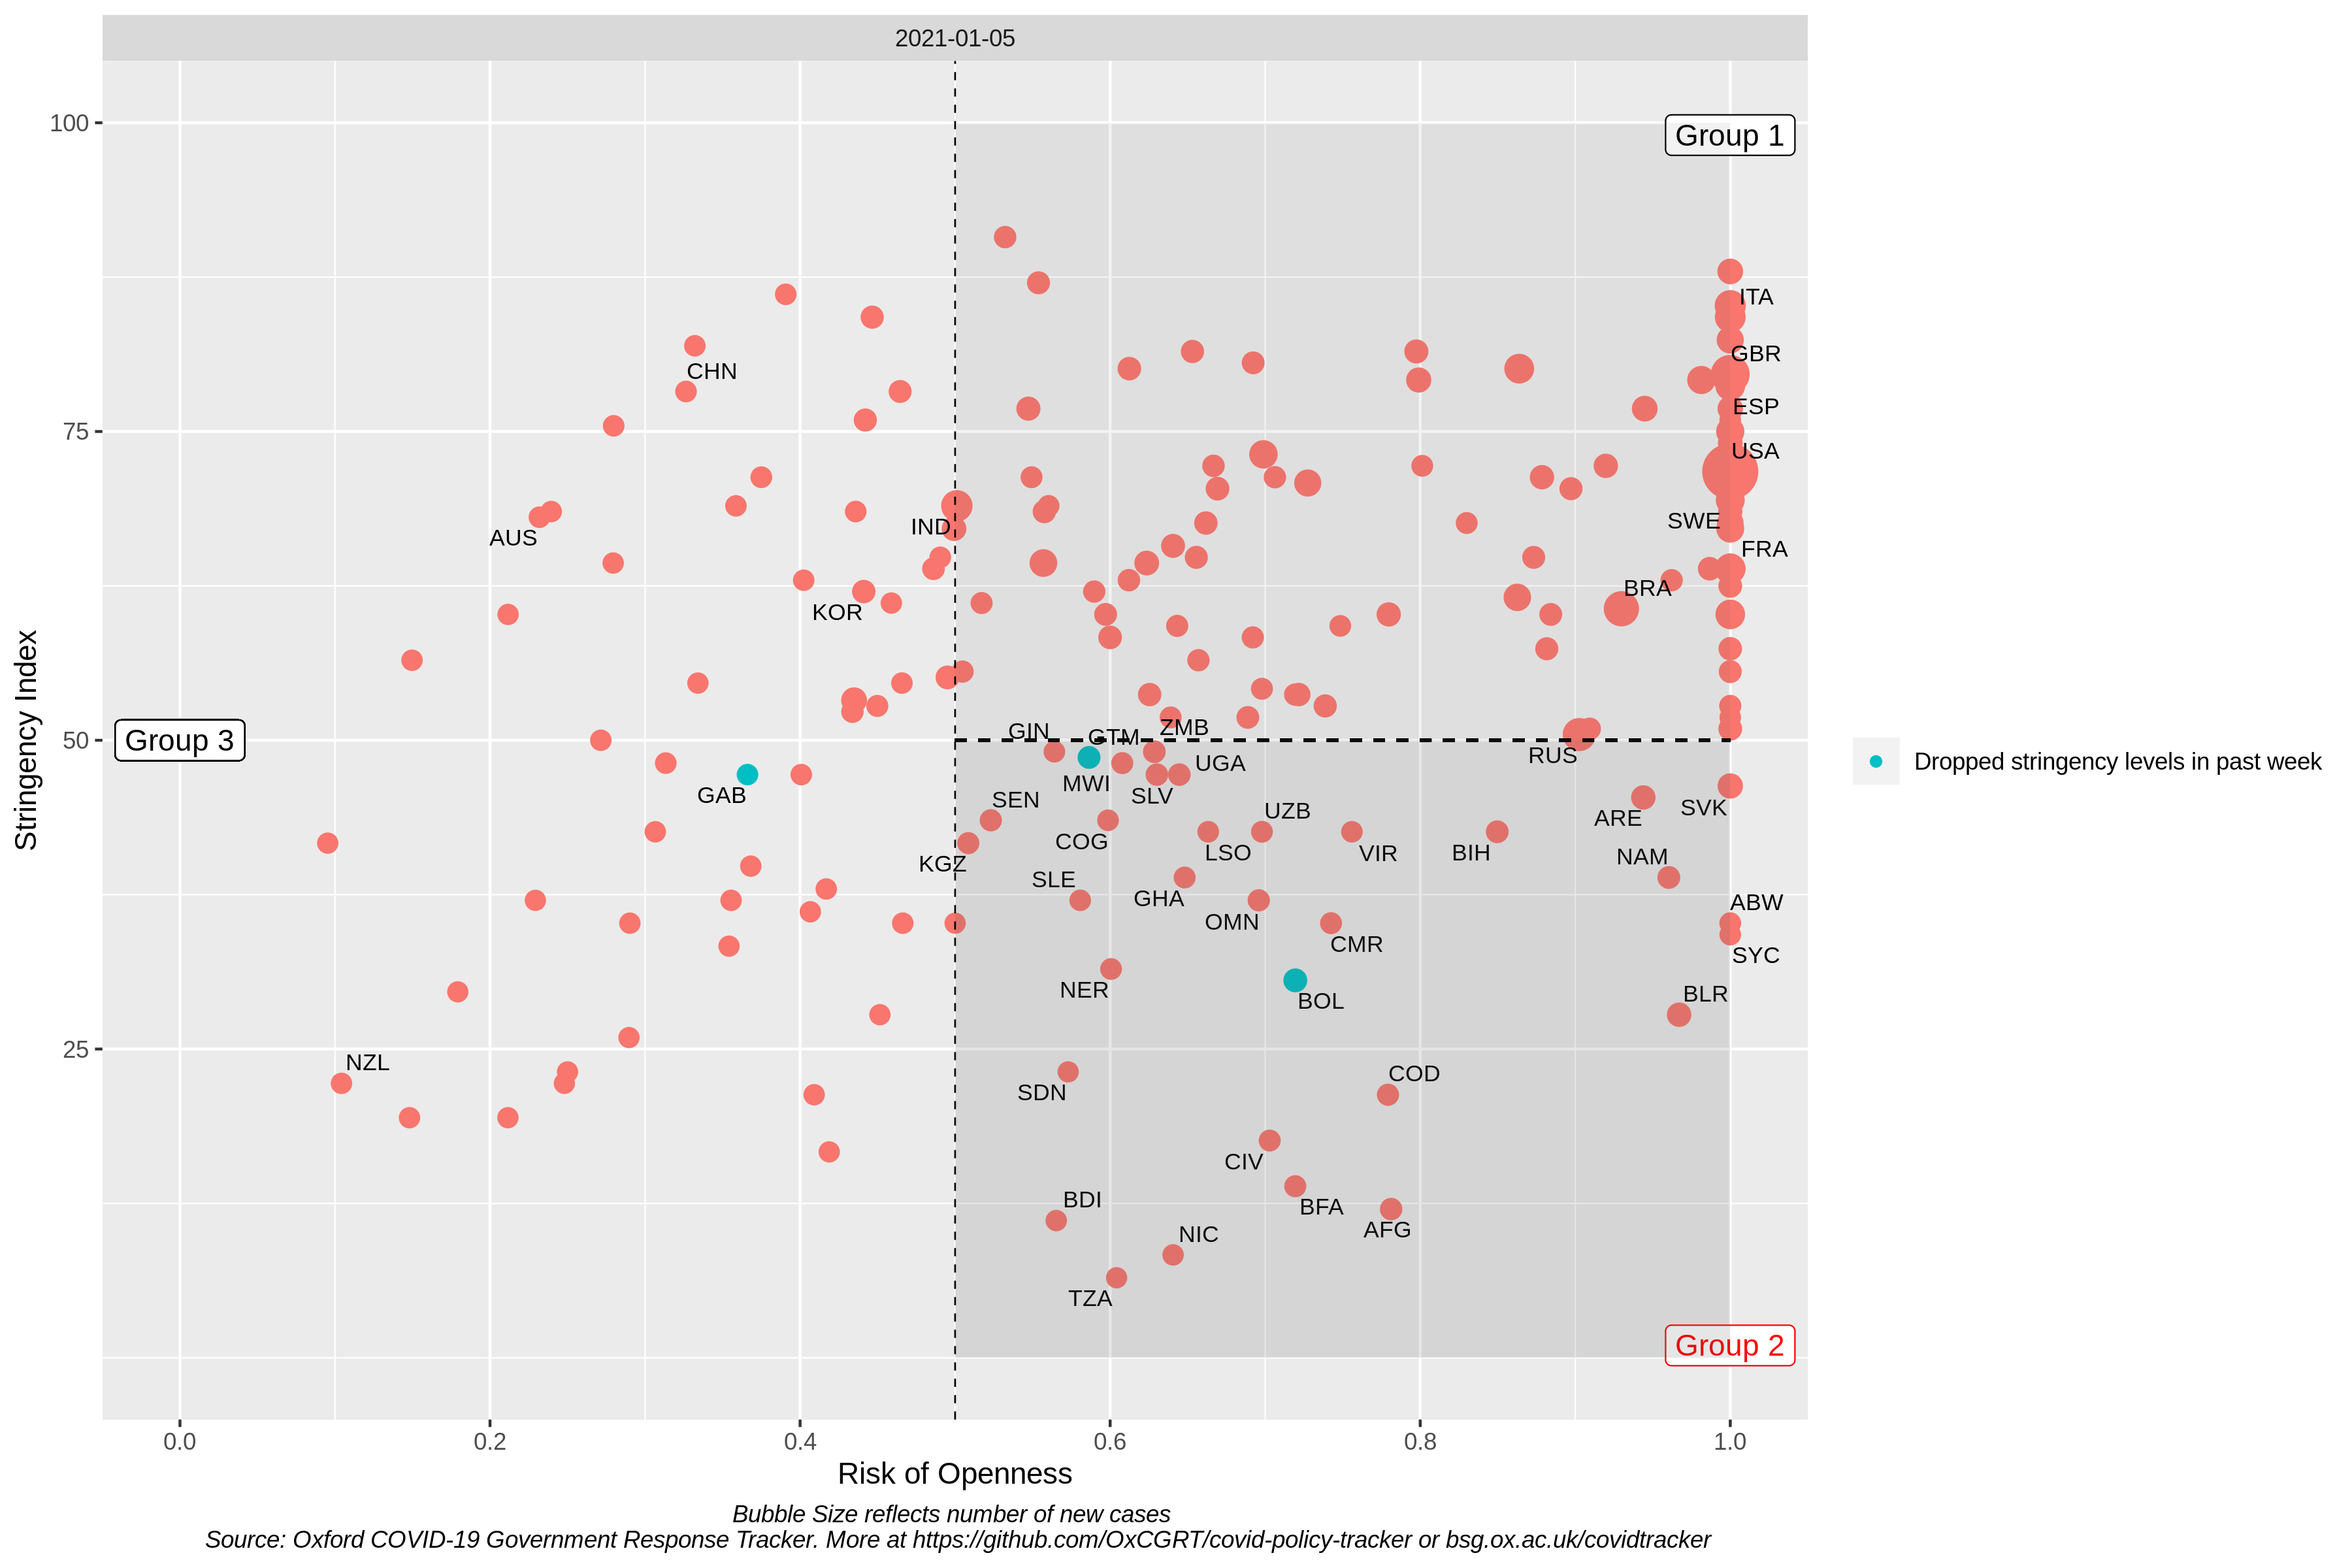 2021-01-05
100
Group 1
ITA
GBR
CHN
ESP
75
USA
SWE
IND
AUS
FRA
BRA
KOR
Stringency Index
GIN
GTM
ZMB
50
Group 3
RUS
UGA
Dropped stringency levels in past week
MWI
GAB
SLV
SEN
UZB
SVK
ARE
COG
LSO
VIR
BIH
NAM
KGZ
SLE
GHA
ABW
OMN
CMR
SYC
NER
BOL
BLR
25
NZL
SDN
COD
CIV
BDI
BFA
NIC
AFG
TZA
Group 2
0.0
0.2
0.4
0.6
0.8
1.0
Risk of Openness
Bubble Size reflects number of new cases
Source: Oxford COVID-19 Government Response Tracker. More at https://github.com/OxCGRT/covid-policy-tracker or bsg.ox.ac.uk/covidtracker